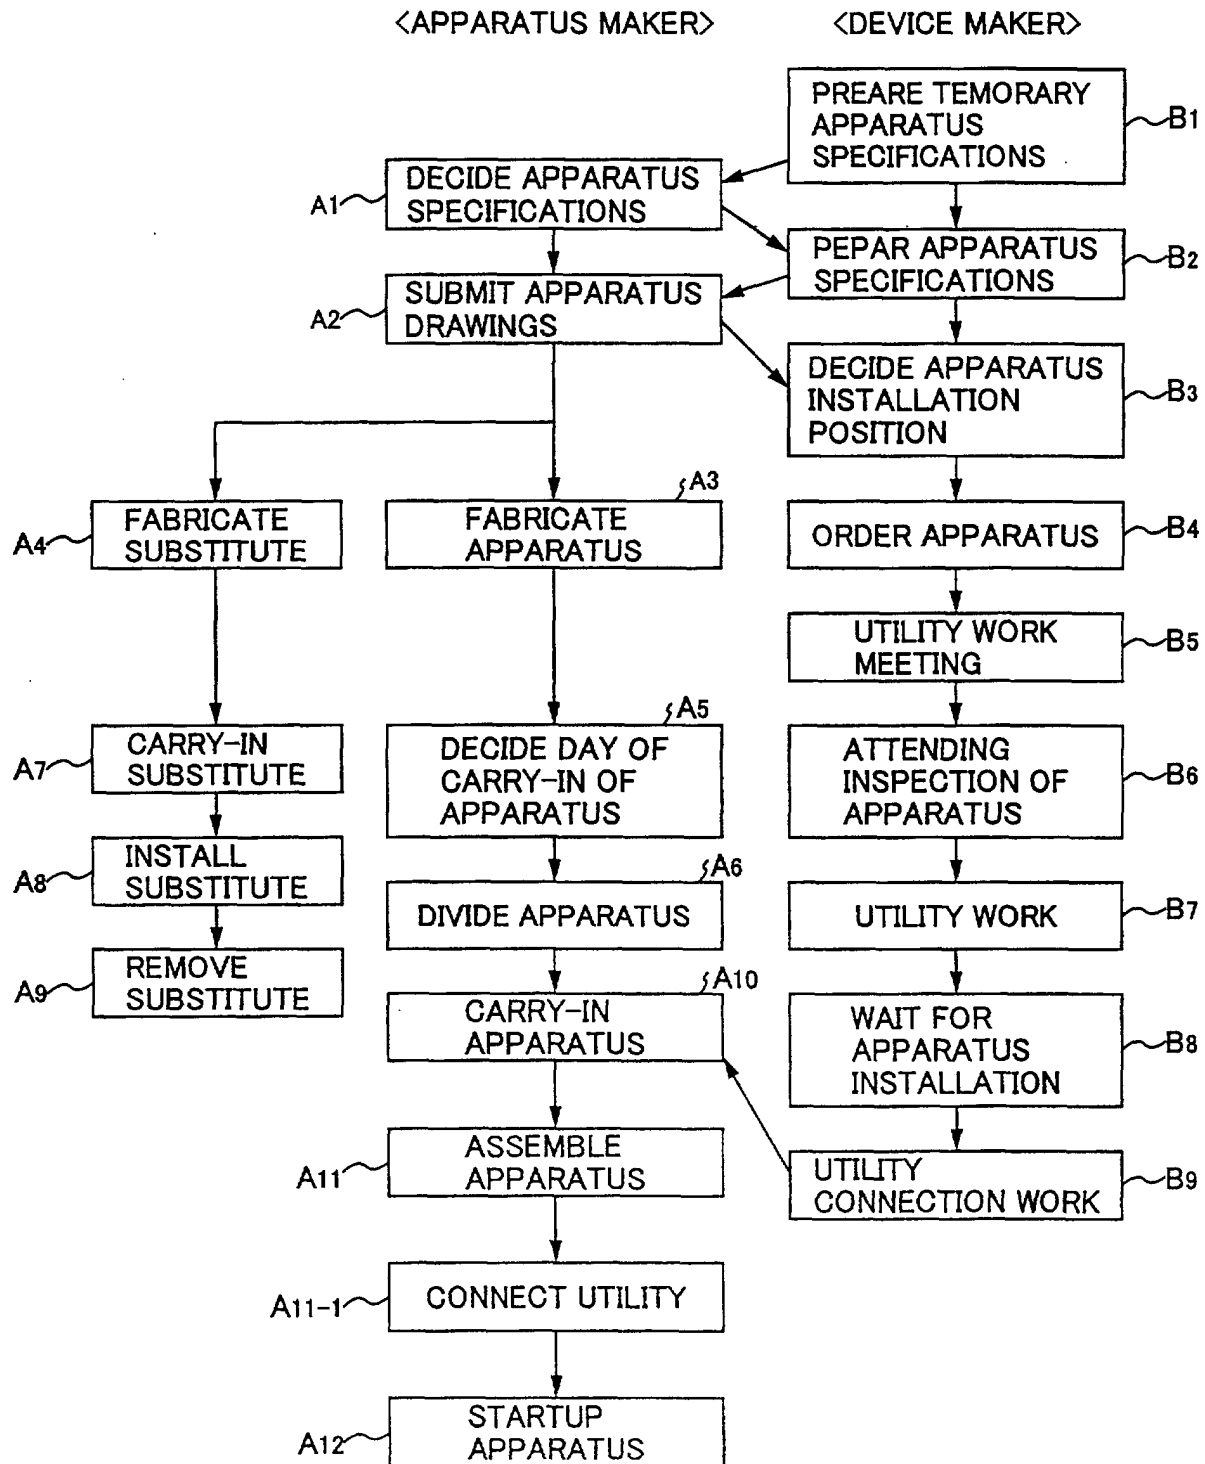 <APPARATUS MAKER>
<DEVICE MAKER>
PREARE TEMORARY
APPARATUS
SPECIFICATIONS
B1
A1
DECIDE APPARATUS
SPECIFICATIONS
PEPAR APPARATUS
SPECIFICATIONS
B2
A2
SUBMIT APPARATUS
DRAWINGS
DECIDE APPARATUS
INSTALLATION
POSITION
B3
A4
FABRICATE
SUBSTITUTE
A3
FABRICATE
APPARATUS
ORDER APPARATUS
B4
UTILITY WORK
MEETING
B5
A7
CARRY-IN
SUBSTITUTE
A5
DECIDE DAY OF
CARRY-IN OF
APPARATUS
ATTENDING
INSPECTION OF
APPARATUS
B6
A8
INSTALL
SUBSTITUTE
A6
DIVIDE APPARATUS
UTILITY WORK
B7
A9
REMOVE
SUBSTITUTE
A10
CARRY-IN
APPARATUS
WAIT FOR
APPARATUS
INSTALLATION
B8
A11
ASSEMBLE
APPARATUS
UTILITY
CONNECTION WORK
B9
A11-1
CONNECT UTILITY
A12
STARTUP
APPARATUS